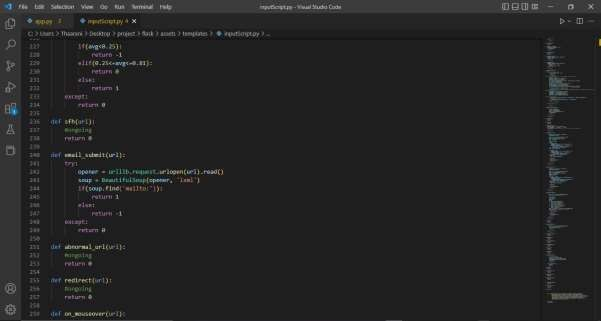 File Edit Selection View Go Run Terminal Help
inputScript.py - Visual Studio Code
app.py 2 inputScript.py 4
C: > Users > Tharani > Desktop > project > flask > assets > templates > inputScript.py > ...
227 if(avg<0.25):
228 return -1
229 elif(0.25<=avg<=0.81):
230 return 0
231 else:
232 return 1
233 except:
234 return 0
235
236 def sfh(url):
237 #ongoing
238 return 0
239
240 def email_submit(url):
241 try:
242 opener = urllib.request.urlopen(url).read()
243 soup = BeautifulSoup(opener, 'lxml')
244 if(soup.find('mailto:')):
245 return 1
246 else:
247 return -1
248 except:
249 return 0
250
251 def abnormal_url(url):
252 #ongoing
253 return 0
254
255 def redirect(url):
256 #ongoing
257 return 0
258
259 def on_mouseover(url):